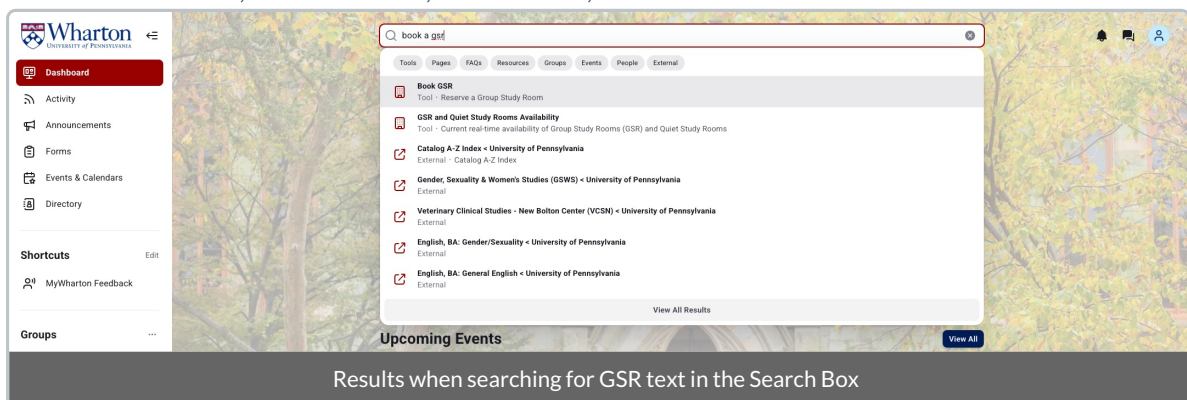 Wharton
UNIVERSITY of PENNSYLVANIA
Dashboard
Activity
Announcements
Forms
Events & Calendars
Directory
Shortcuts Edit
MyWharton Feedback
Groups ...
book a gsr
Tools Pages FAQs Resources Groups Events People External
Book GSR
Tool · Reserve a Group Study Room
GSR and Quiet Study Rooms Availability
Tool · Current real-time availability of Group Study Rooms (GSR) and Quiet Study Rooms
Catalog A-Z Index < University of Pennsylvania
External · Catalog A-Z Index
Gender, Sexuality & Women's Studies (GSWS) < University of Pennsylvania
External
Veterinary Clinical Studies - New Bolton Center (VCSN) < University of Pennsylvania
External
English, BA: Gender/Sexuality < University of Pennsylvania
External
English, BA: General English < University of Pennsylvania
External
View All Results
Upcoming Events View All
Results when searching for GSR text in the Search Box